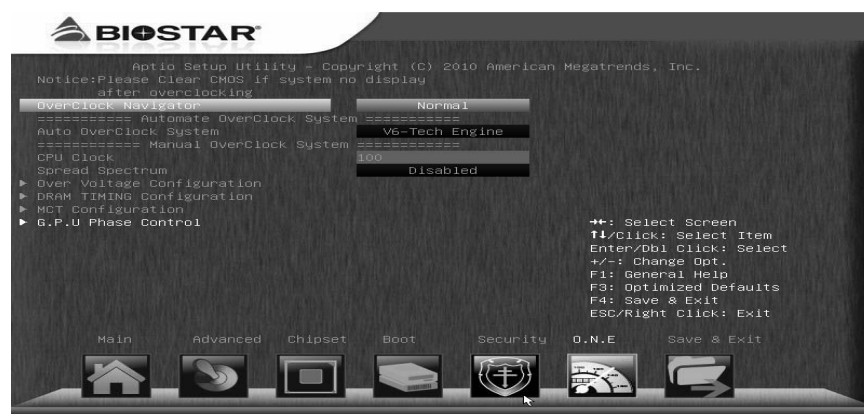 BIOSTAR®
Aptio Setup Utility - Copyright (C) 2010 American Megatrends, Inc.
Notice:Please Clear CMOS if system no display
after overclocking
OverClock Navigator Normal
=========== Automate OverClock System ===========
Auto OverClock System V6-Tech Engine
============ Manual OverClock System ============
CPU Clock 100
Spread Spectrum Disabled
► Over Voltage Configuration
► DRAM TIMING Configuration
► MCT Configuration
► G.P.U Phase Control
→←: Select Screen
↑↓/Click: Select Item
Enter/Dbl Click: Select
+/-: Change Opt.
F1: General Help
F3: Optimized Defaults
F4: Save & Exit
ESC/Right Click: Exit
Main Advanced Chipset Boot Security O.N.E Save & Exit